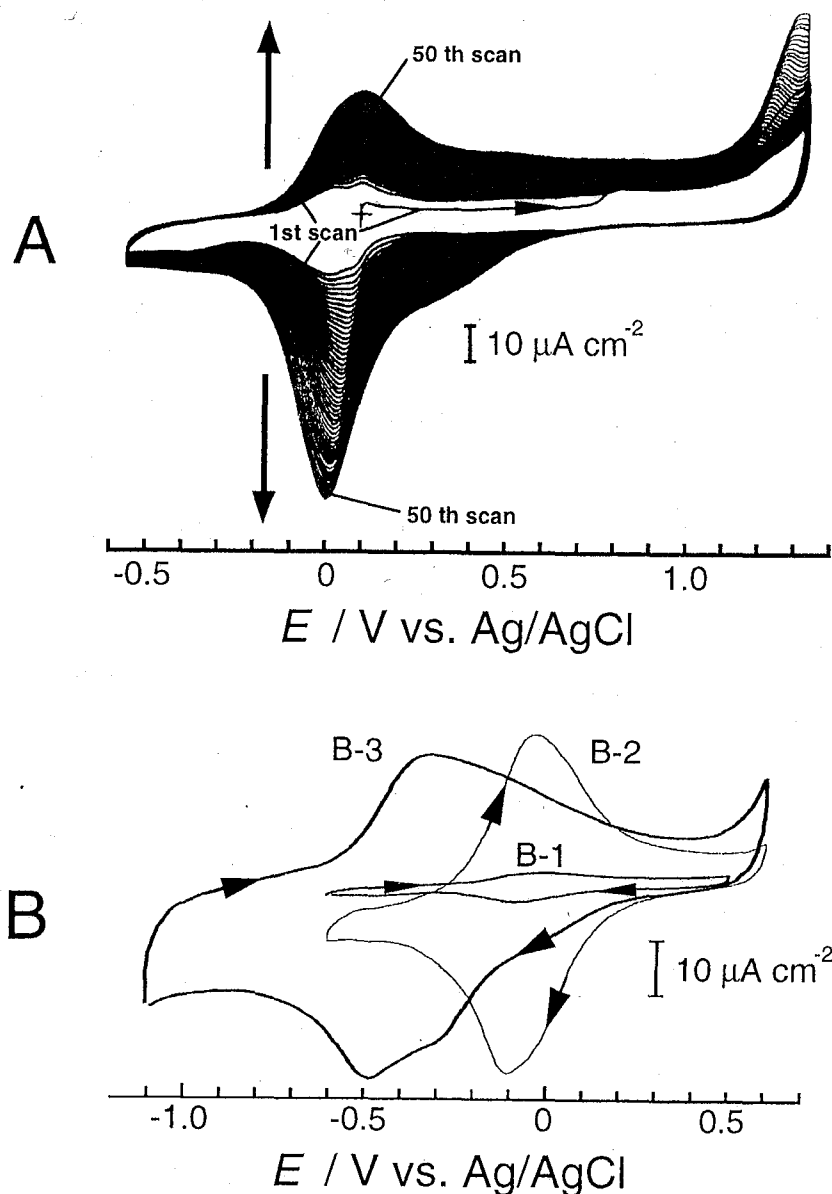 50 th scan
A
1st scan
10 μA cm-2
50 th scan
-0.5 0 0.5 1.0
E / V vs. Ag/AgCl
B-3 B-2
B-1
B
10 μA cm-2
-1.0 -0.5 0 0.5
E / V vs. Ag/AgCl